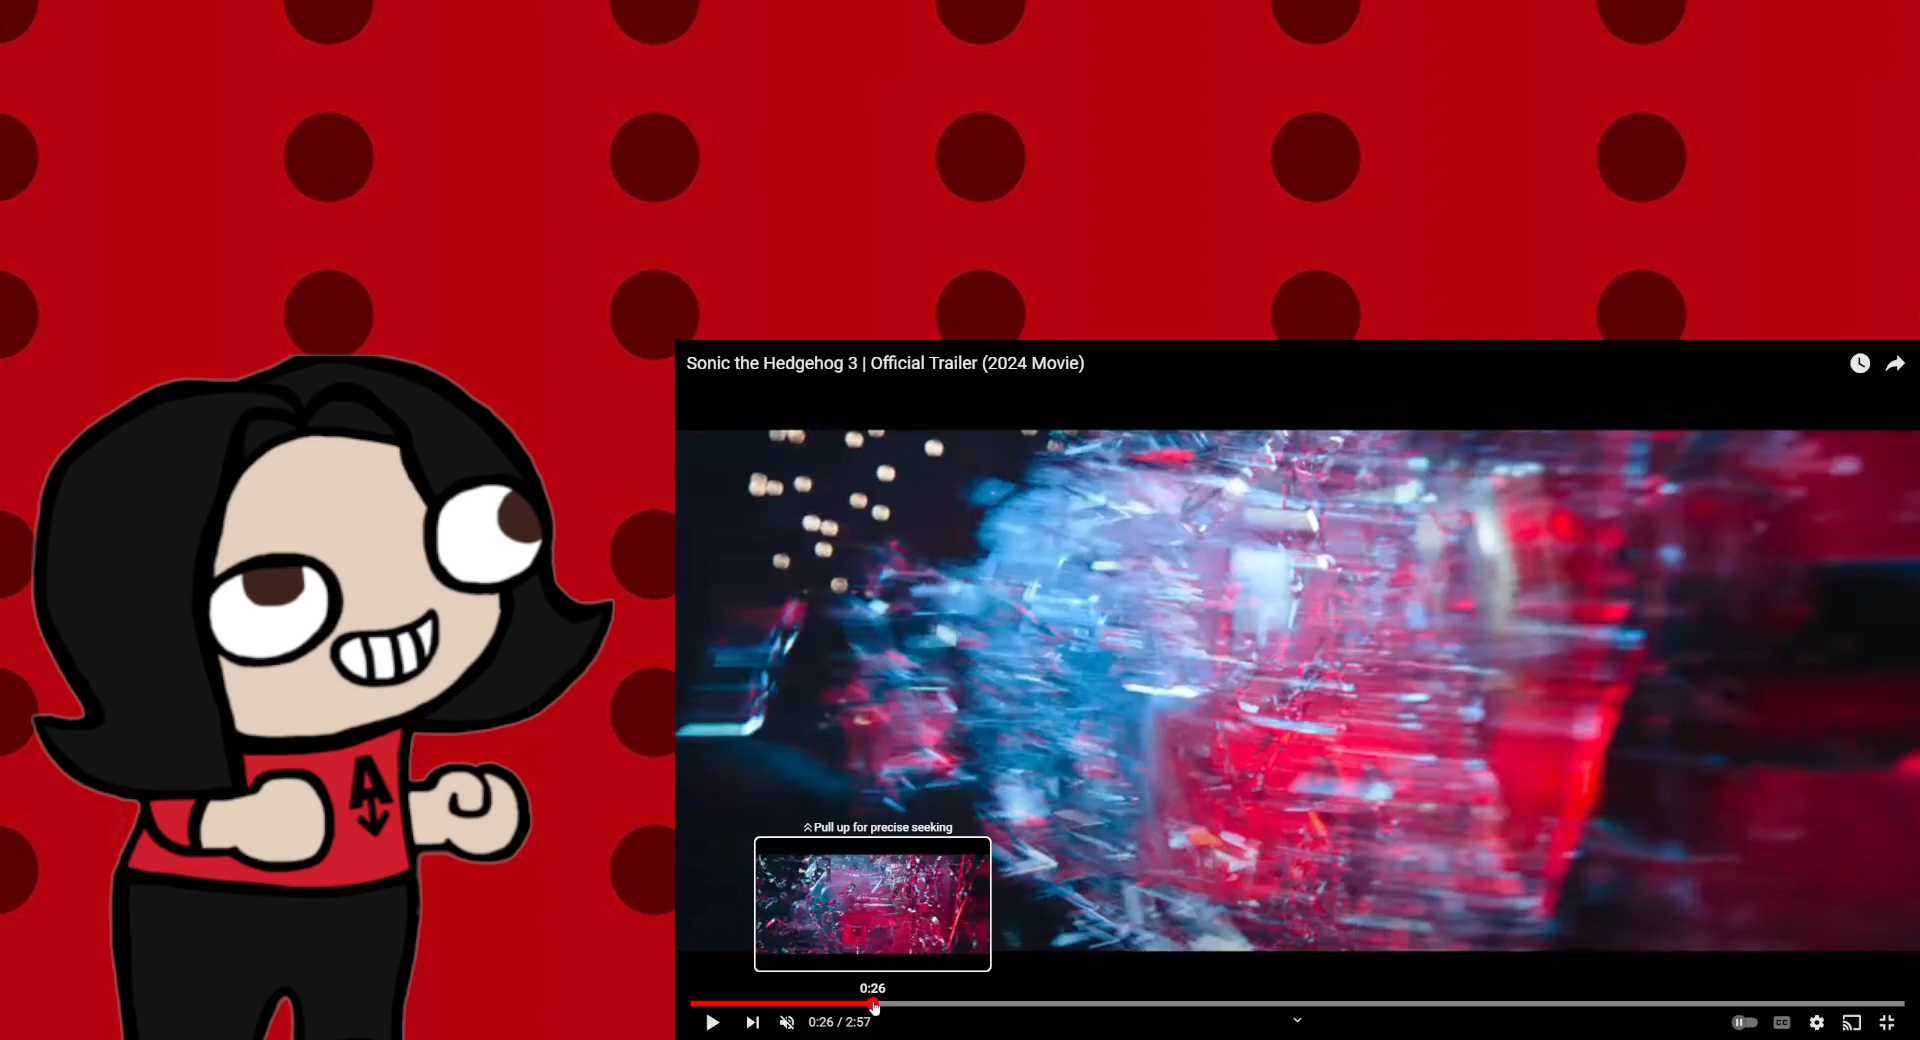 Sonic the Hedgehog 3 | Official Trailer (2024 Movie)
A
Pull up for precise seeking
0:26
0:26 / 2:57
CC